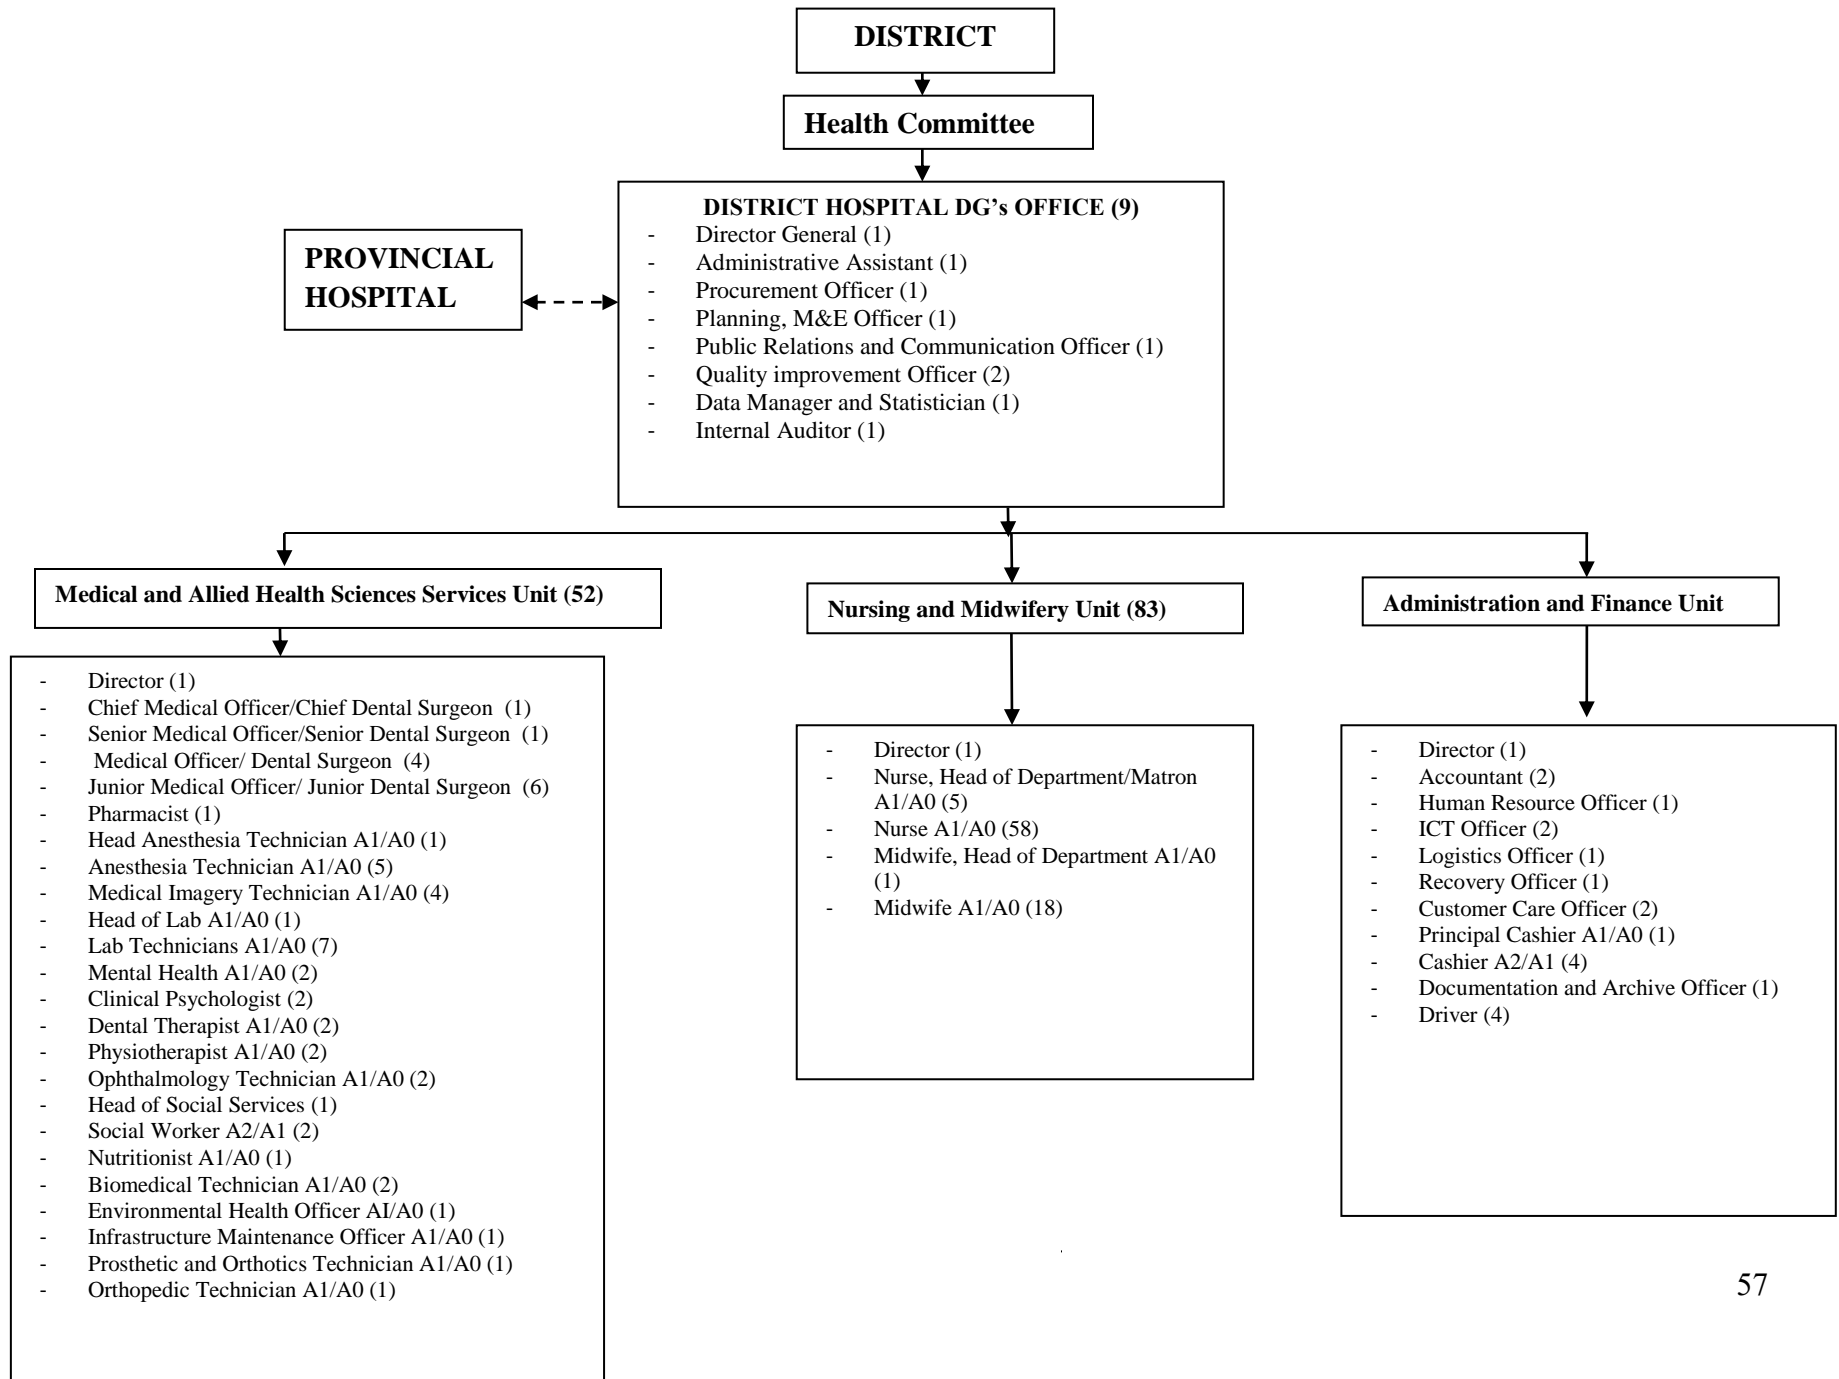 DISTRICT
Health Committee
DISTRICT HOSPITAL DG’s OFFICE (9)
- Director General (1)
- Administrative Assistant (1)
- Procurement Officer (1)
- Planning, M&E Officer (1)
- Public Relations and Communication Officer (1)
- Quality improvement Officer (2)
- Data Manager and Statistician (1)
- Internal Auditor (1)
PROVINCIAL
HOSPITAL
Medical and Allied Health Sciences Services Unit (52)
- Director (1)
- Chief Medical Officer/Chief Dental Surgeon (1)
- Senior Medical Officer/Senior Dental Surgeon (1)
- Medical Officer/ Dental Surgeon (4)
- Junior Medical Officer/ Junior Dental Surgeon (6)
- Pharmacist (1)
- Head Anesthesia Technician A1/A0 (1)
- Anesthesia Technician A1/A0 (5)
- Medical Imagery Technician A1/A0 (4)
- Head of Lab A1/A0 (1)
- Lab Technicians A1/A0 (7)
- Mental Health A1/A0 (2)
- Clinical Psychologist (2)
- Dental Therapist A1/A0 (2)
- Physiotherapist A1/A0 (2)
- Ophthalmology Technician A1/A0 (2)
- Head of Social Services (1)
- Social Worker A2/A1 (2)
- Nutritionist A1/A0 (1)
- Biomedical Technician A1/A0 (2)
- Environmental Health Officer AI/A0 (1)
- Infrastructure Maintenance Officer A1/A0 (1)
- Prosthetic and Orthotics Technician A1/A0 (1)
- Orthopedic Technician A1/A0 (1)
Nursing and Midwifery Unit (83)
- Director (1)
- Nurse, Head of Department/Matron
A1/A0 (5)
- Nurse A1/A0 (58)
- Midwife, Head of Department A1/A0
(1)
- Midwife A1/A0 (18)
Administration and Finance Unit
- Director (1)
- Accountant (2)
- Human Resource Officer (1)
- ICT Officer (2)
- Logistics Officer (1)
- Recovery Officer (1)
- Customer Care Officer (2)
- Principal Cashier A1/A0 (1)
- Cashier A2/A1 (4)
- Documentation and Archive Officer (1)
- Driver (4)
57